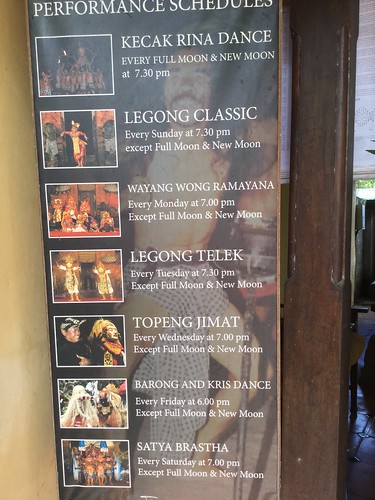 PERFORMANCE SCHEDULES
KECAK RINA DANCE
EVERY FULL MOON & NEW MOON
at 7.30 pm
LEGONG CLASSIC
Every Sunday at 7.30 pm
except Full Moon & New Moon
WAYANG WONG RAMAYANA
Every Monday at 7.00 pm
Except Full Moon & New Moon
LEGONG TELEK
Every Tuesday at 7.30 pm
Except Full Moon & New Moon
TOPENG JIMAT
Every Wednesday at 7.00 pm
Except Full Moon & New Moon
BARONG AND KRIS DANCE
Every Friday at 6.00 pm
Except Full Moon & New Moon
SATYA BRASTHA
Every Saturday at 7.00 pm
Except Full Moon & New Moon